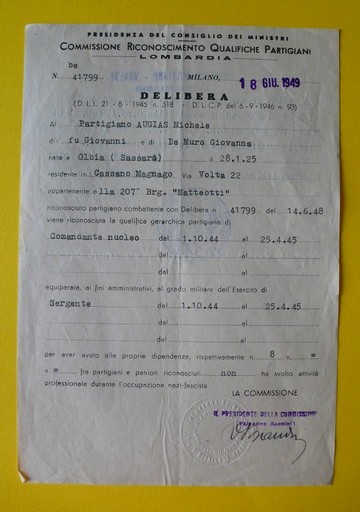 PRESIDENZA DEL CONSIGLIO DEI MINISTRI
COMMISSIONE RICONOSCIMENTO QUALIFICHE PARTIGIANI
LOMBARDIA
De
N. 41799 MILANO, 18 GIU. 1949
DELIBERA
(D. L. L. 21 - 8 - 1945 n. 518 - D. L. C. P. del 6 - 9 - 1946 n. 93)
Al Partigiano AUGIAS Michele
di fu Giovanni e di De Muro Giovanna
nato a Olbia ( Sassari) il 28.1.25
residente in Cassano Magnago Via Volta 22
appartenente alla 207^ Brg. "Matteotti"
riconosciuto partigiano combattente con Delibera n. 41799 del 14.6.48
viene riconosciuta la qualifica gerarchica partigiana di
Comandante nucleo dal 1.10.44 al 25.4.45
dal al
dal al
equiparata, ai fini amministrativi, al grado militare dell'Esercito di
Sergente dal 1.10.44 al 25.4.45
dal al
dal al
per aver avuto alle proprie dipendenze, rispettivamente n. 8 n. =
n. = fra partigiani e patrioti riconosciuti non ha svolto attività
professionale durante l'occupazione nazi-fascista
LA COMMISSIONE
IL PRESIDENTE DELLA COMMISSIONE